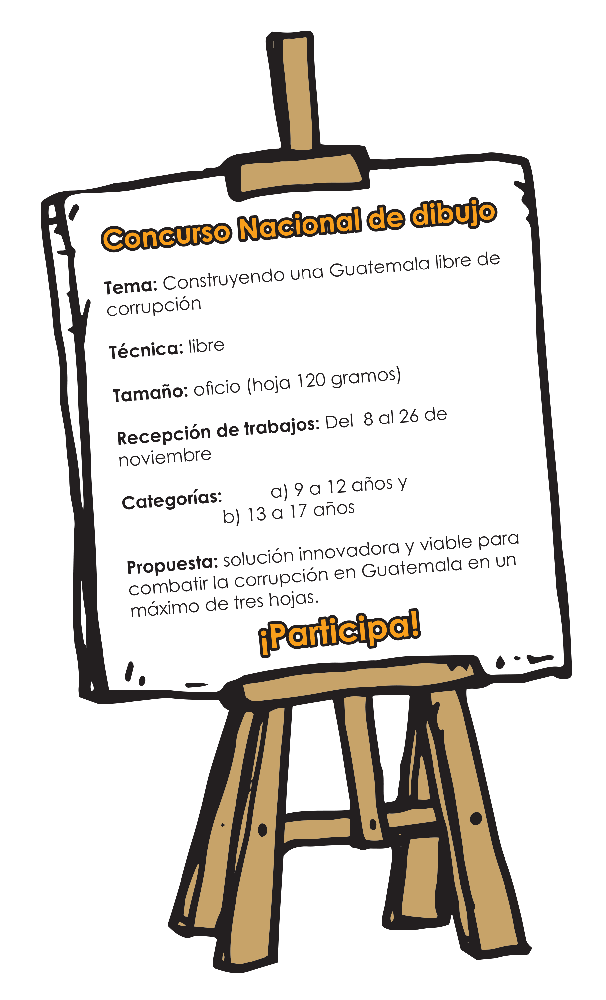 Concurso Nacional de dibujo
Tema: Construyendo una Guatemala libre de
corrupción
Técnica: libre
Tamaño: oficio (hoja 120 gramos)
Recepción de trabajos: Del 8 al 26 de
noviembre
Categorías: a) 9 a 12 años y
b) 13 a 17 años
Propuesta: solución innovadora y viable para
combatir la corrupción en Guatemala en un
máximo de tres hojas.
¡Participa!